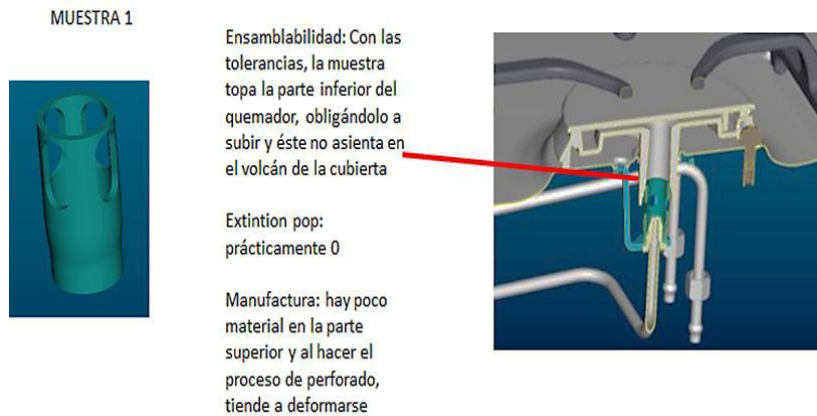 MUESTRA 1
Ensamblabilidad: Con las
tolerancias, la muestra
topa la parte inferior del
quemador, obligándolo a
subir y éste no asienta en
el volcán de la cubierta
Extintion pop:
prácticamente 0
Manufactura: hay poco
material en la parte
superior y al hacer el
proceso de perforado,
tiende a deformarse